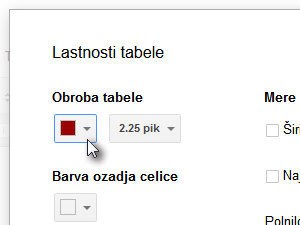 Lastnosti tabele
Obroba tabele
Mere
2.25 pik
Barva ozadja celice